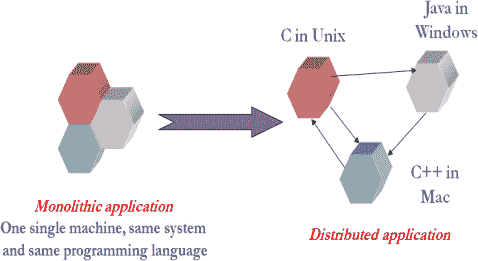 C in Unix
Java in
Windows
C++ in
Mac
Monolithic application
One single machine, same system
and same programming language
Distributed application